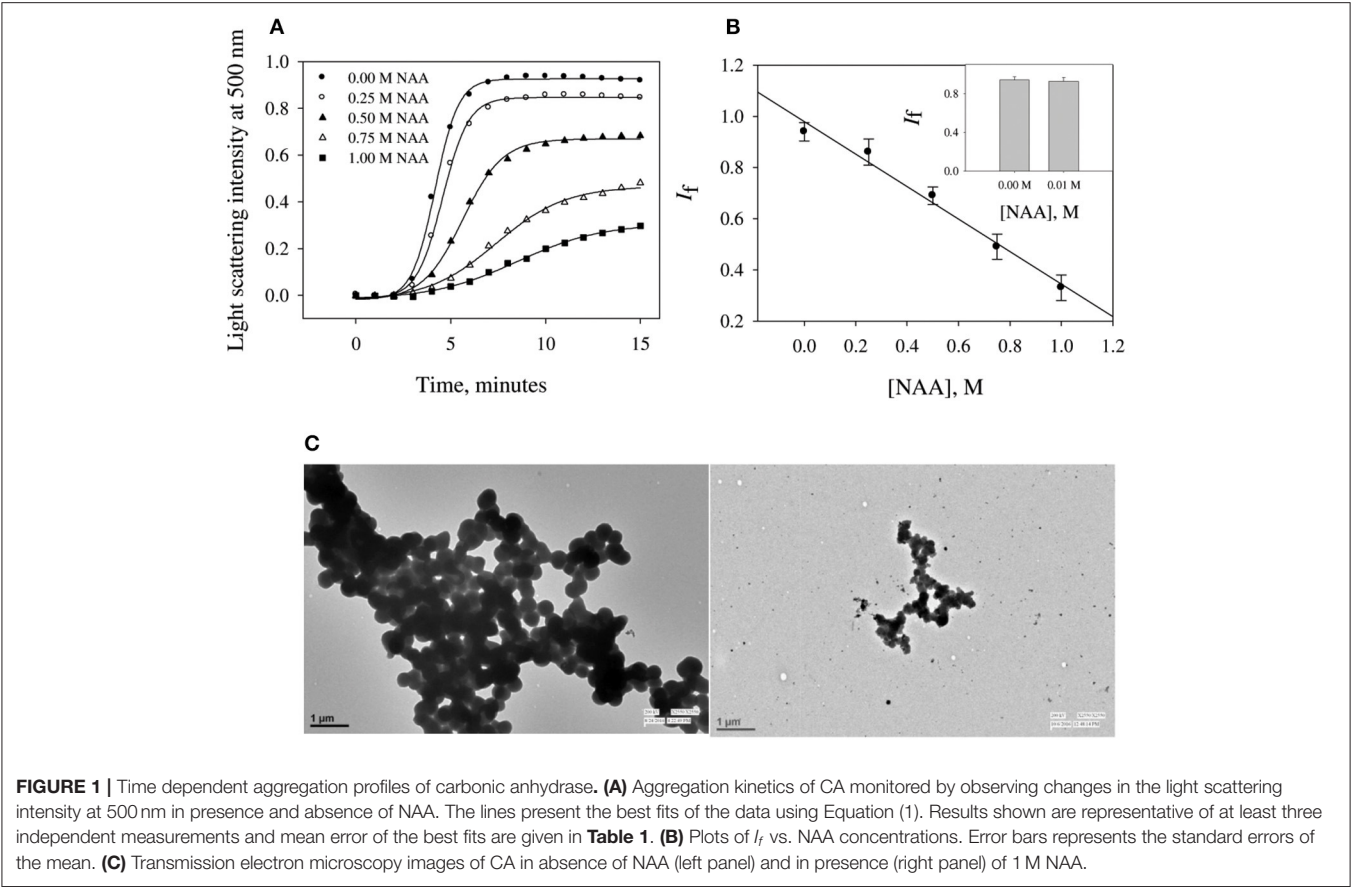 A
Light scattering intensity at 500 nm
1.0
0.8
0.6
0.4
0.2
0.0
0.00 M NAA
0.25 M NAA
0.50 M NAA
0.75 M NAA
1.00 M NAA
0 5 10 15
Time, minutes
B
If
1.2
1.0
0.8
0.6
0.4
0.2
0.0 0.2 0.4 0.6 0.8 1.0 1.2
[NAA], M
If
0.8
0.4
0.0
0.00 M 0.01 M
[NAA], M
C
1 µm
1 µm
FIGURE 1 | Time dependent aggregation profiles of carbonic anhydrase. (A) Aggregation kinetics of CA monitored by observing changes in the light scattering
intensity at 500 nm in presence and absence of NAA. The lines present the best fits of the data using Equation (1). Results shown are representative of at least three
independent measurements and mean error of the best fits are given in Table 1. (B) Plots of If vs. NAA concentrations. Error bars represents the standard errors of
the mean. (C) Transmission electron microscopy images of CA in absence of NAA (left panel) and in presence (right panel) of 1 M NAA.